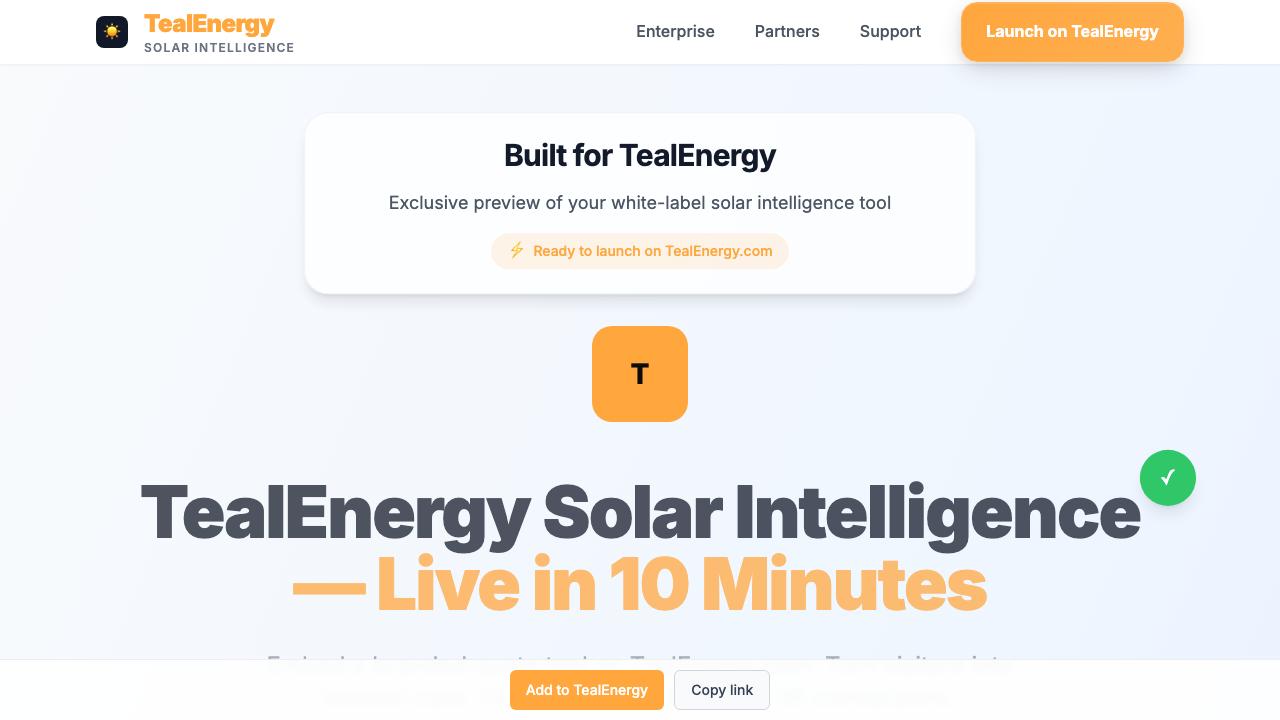 TealEnergy
SOLAR INTELLIGENCE
Enterprise
Partners
Support
Launch on TealEnergy
Built for TealEnergy
Exclusive preview of your white-label solar intelligence tool
Ready to launch on TealEnergy.com
T
TealEnergy Solar Intelligence
— Live in 10 Minutes
Add to TealEnergy
Copy link